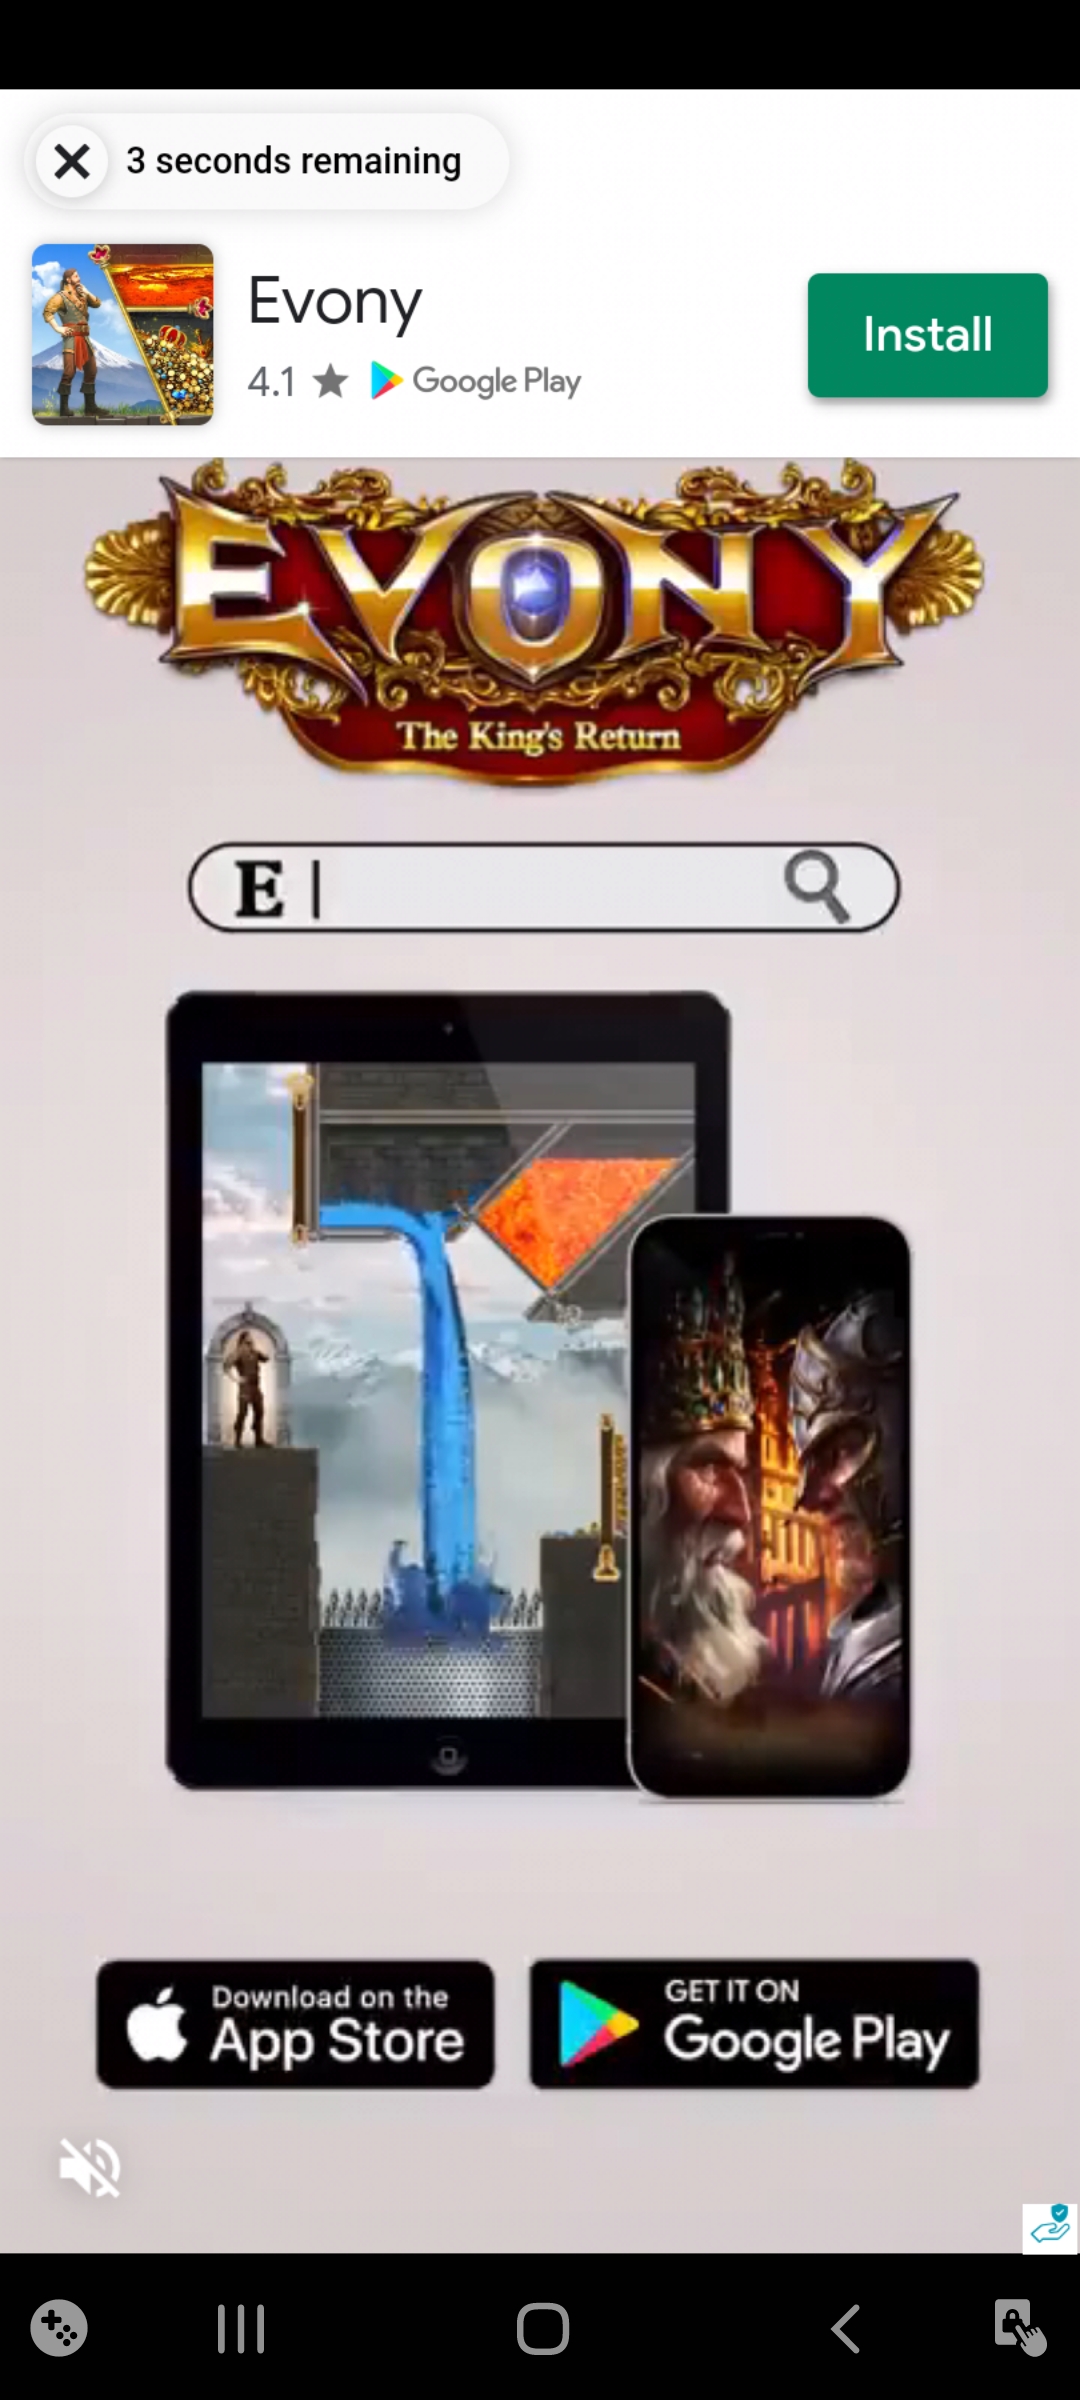 3 seconds remaining
Evony
Install
4.1 ★ Google Play
EVONY
The King's Return
E |
Download on the
App Store
GET IT ON
Google Play